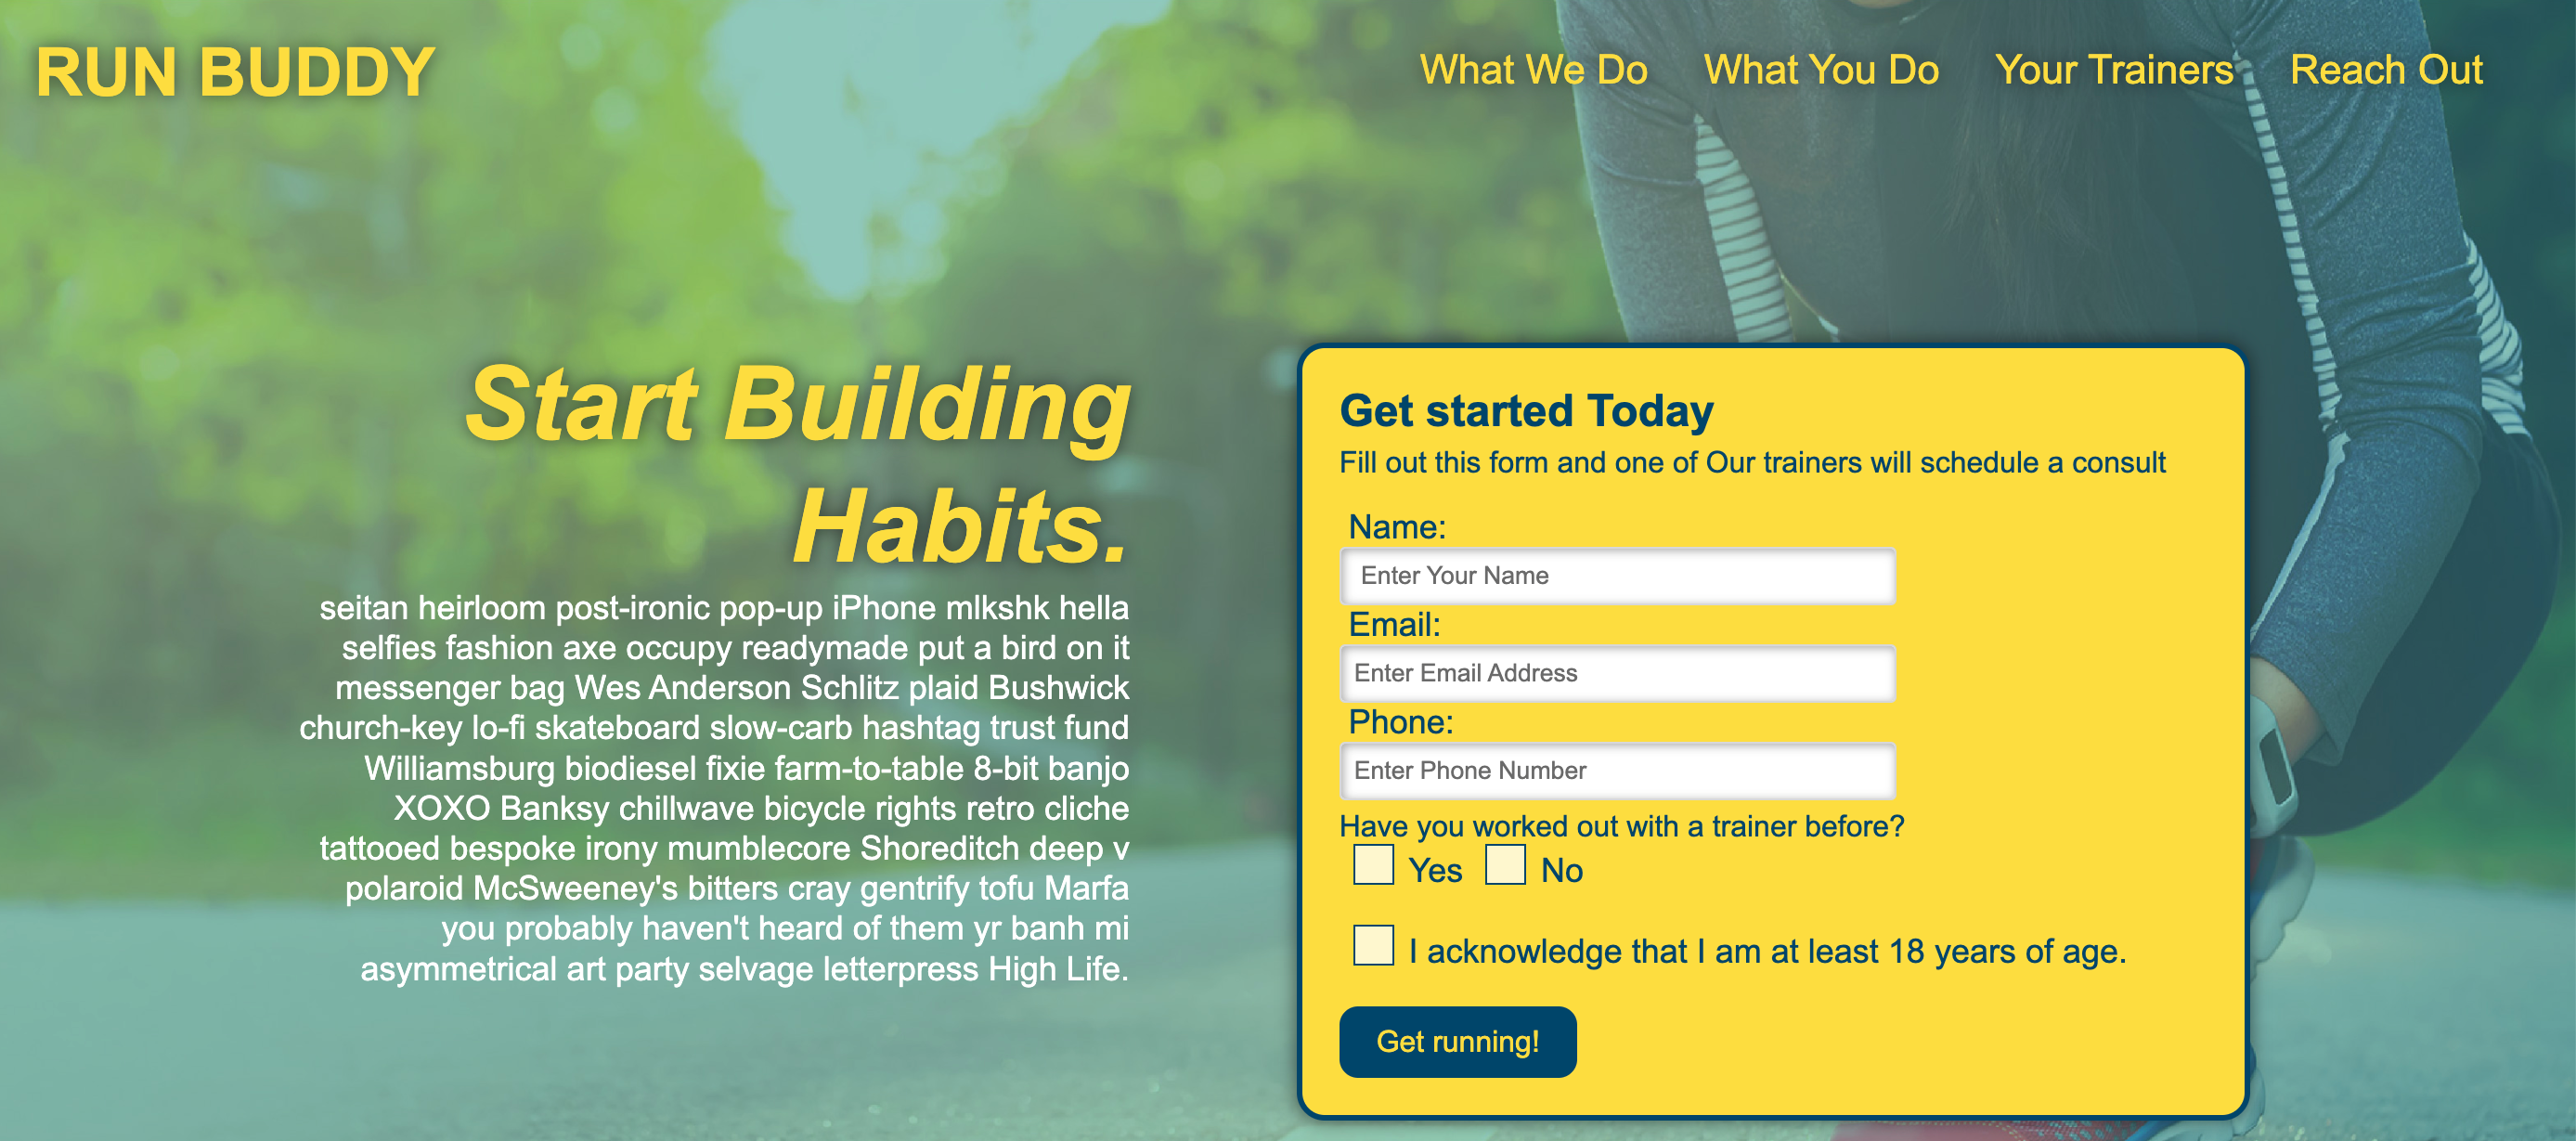 RUN BUDDY
What We Do What You Do Your Trainers Reach Out
Start Building
Habits.
seitan heirloom post-ironic pop-up iPhone mlkshk hella
selfies fashion axe occupy readymade put a bird on it
messenger bag Wes Anderson Schlitz plaid Bushwick
church-key lo-fi skateboard slow-carb hashtag trust fund
Williamsburg biodiesel fixie farm-to-table 8-bit banjo
XOXO Banksy chillwave bicycle rights retro cliche
tattooed bespoke irony mumblecore Shoreditch deep v
polaroid McSweeney's bitters cray gentrify tofu Marfa
you probably haven't heard of them yr banh mi
asymmetrical art party selvage letterpress High Life.
Get started Today
Fill out this form and one of Our trainers will schedule a consult
Name:
Enter Your Name
Email:
Enter Email Address
Phone:
Enter Phone Number
Have you worked out with a trainer before?
Yes No
I acknowledge that I am at least 18 years of age.
Get running!